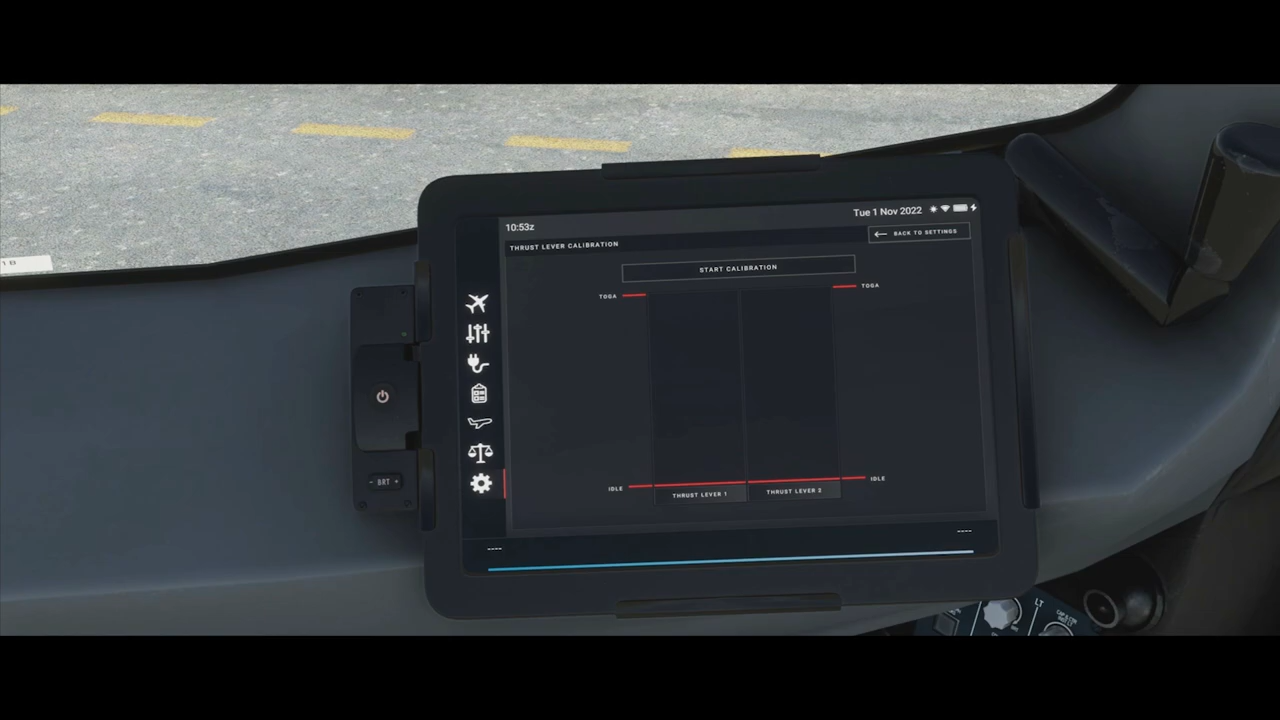 10:53z
Tue 1 Nov 2022
THRUST LEVER CALIBRATION
BACK TO SETTINGS
START CALIBRATION
TOGA
TOGA
IDLE
IDLE
THRUST LEVER 1
THRUST LEVER 2
- BRT +
----
----
LT